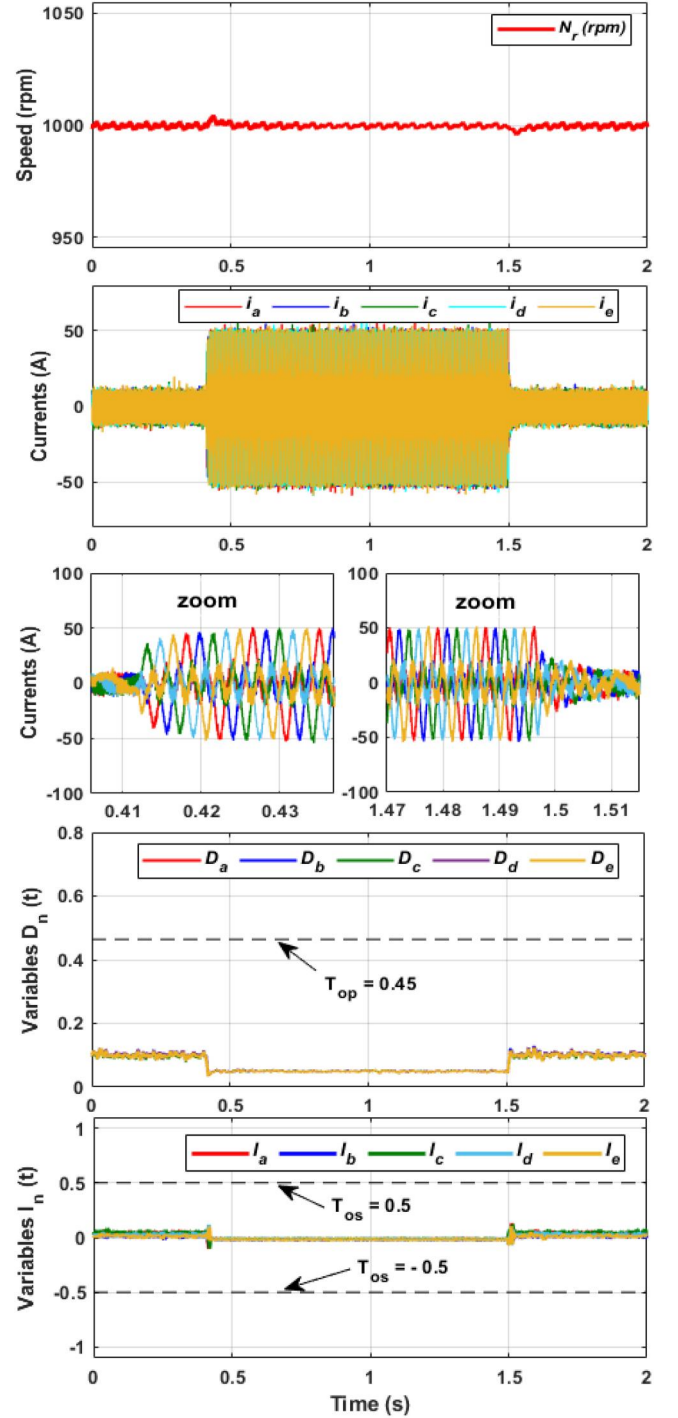 1050
1000
950
Speed (rpm)
N_r (rpm)
0 0.5 1 1.5 2
i_a i_b i_c i_d i_e
50
0
-50
Currents (A)
0 0.5 1 1.5 2
100
50
0
-50
-100
Currents (A)
zoom
0.41 0.42 0.43
100
50
0
-50
-100
zoom
1.47 1.48 1.49 1.5 1.51
0.8
0.6
0.4
0.2
0
Variables D_n (t)
D_a D_b D_c D_d D_e
T_op = 0.45
0 0.5 1 1.5 2
1
0.5
0
-0.5
-1
Variables I_n (t)
I_a I_b I_c I_d I_e
T_os = 0.5
T_os = - 0.5
0 0.5 1 1.5 2
Time (s)